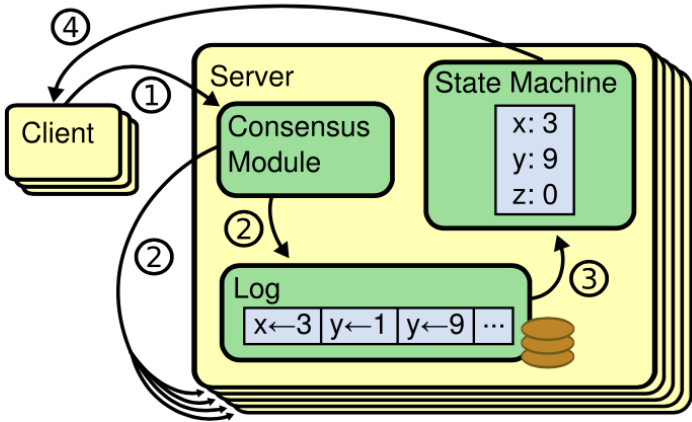 ④
①
Client
Server
Consensus
Module
State Machine
x: 3
y: 9
z: 0
②
②
③
Log
x←3 y←1 y←9 ...